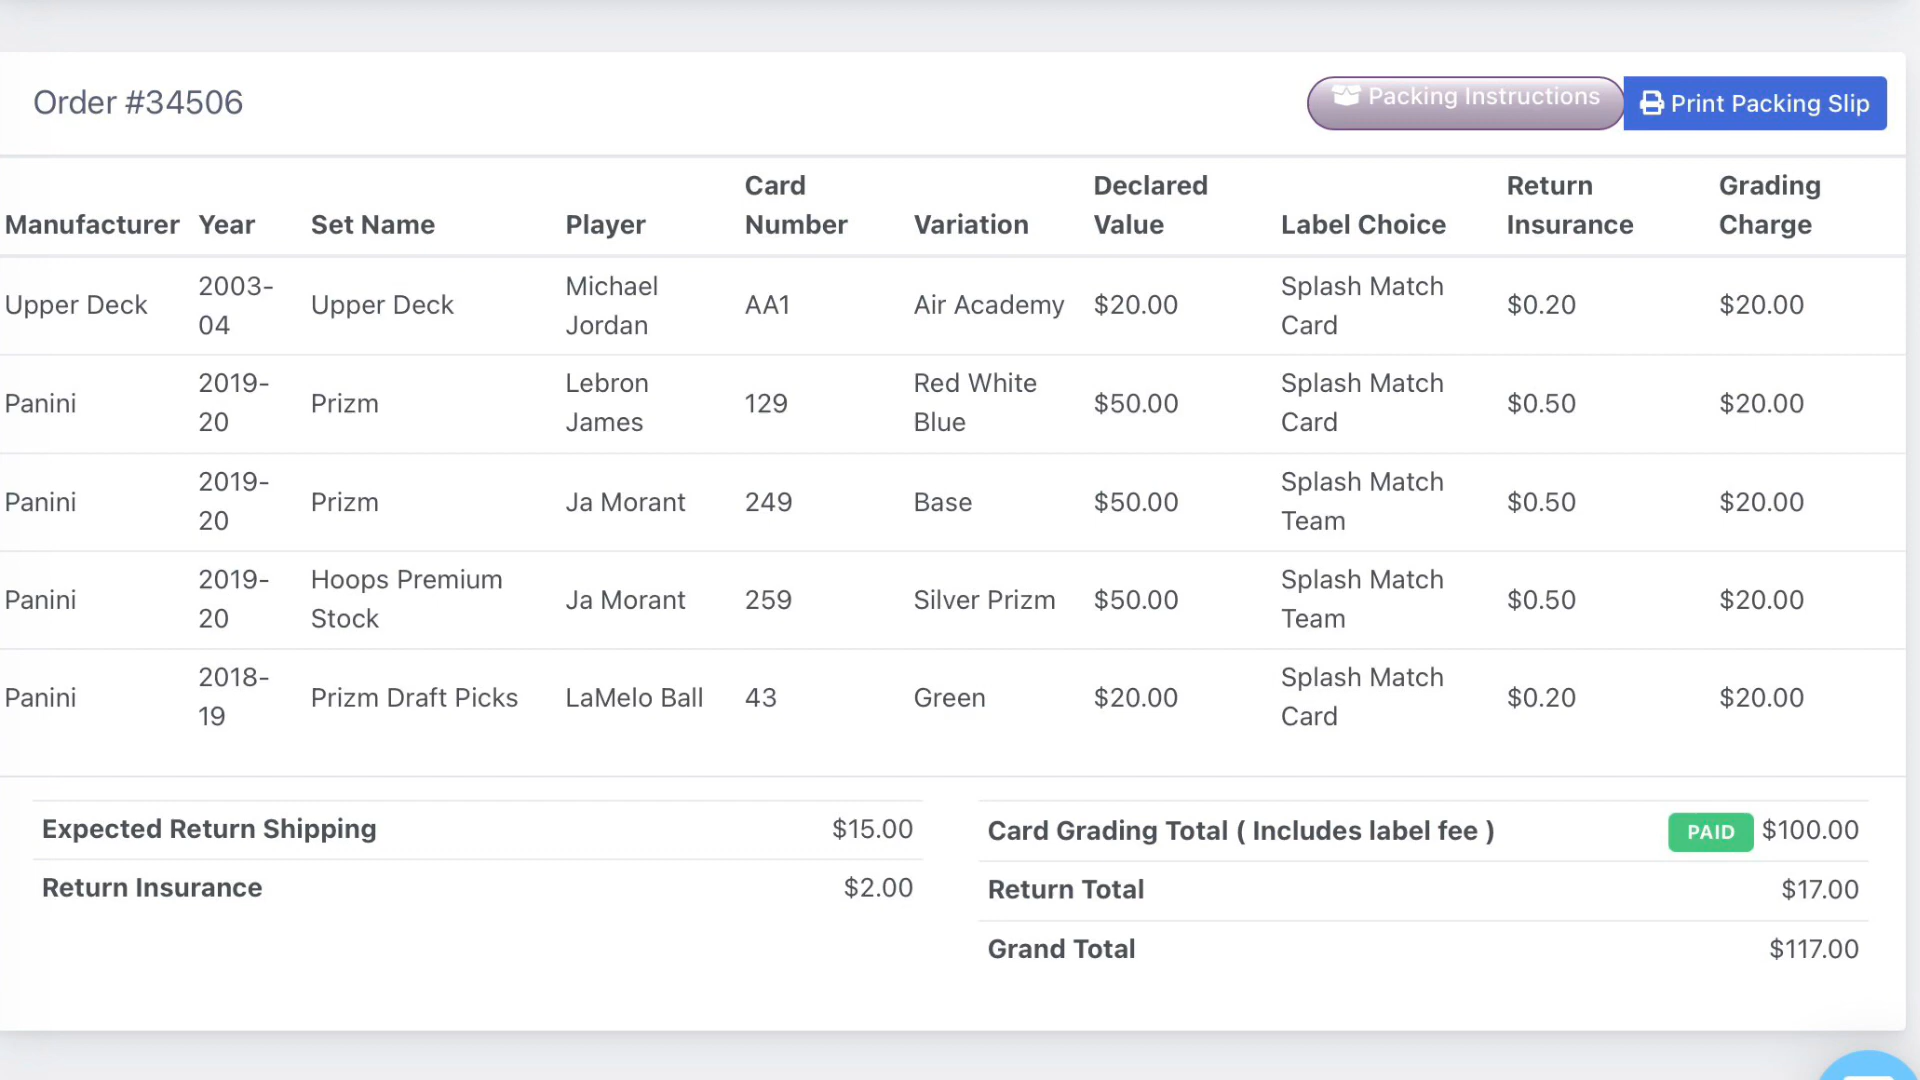 Order #34506
Packing Instructions
Print Packing Slip
Manufacturer Year Set Name Player Card Number Variation Declared Value Label Choice Return Insurance Grading Charge
Upper Deck 2003-04 Upper Deck Michael Jordan AA1 Air Academy $20.00 Splash Match Card $0.20 $20.00
Panini 2019-20 Prizm Lebron James 129 Red White Blue $50.00 Splash Match Card $0.50 $20.00
Panini 2019-20 Prizm Ja Morant 249 Base $50.00 Splash Match Team $0.50 $20.00
Panini 2019-20 Hoops Premium Stock Ja Morant 259 Silver Prizm $50.00 Splash Match Team $0.50 $20.00
Panini 2018-19 Prizm Draft Picks LaMelo Ball 43 Green $20.00 Splash Match Card $0.20 $20.00
Expected Return Shipping $15.00
Return Insurance $2.00
Card Grading Total ( Includes label fee ) PAID $100.00
Return Total $17.00
Grand Total $117.00